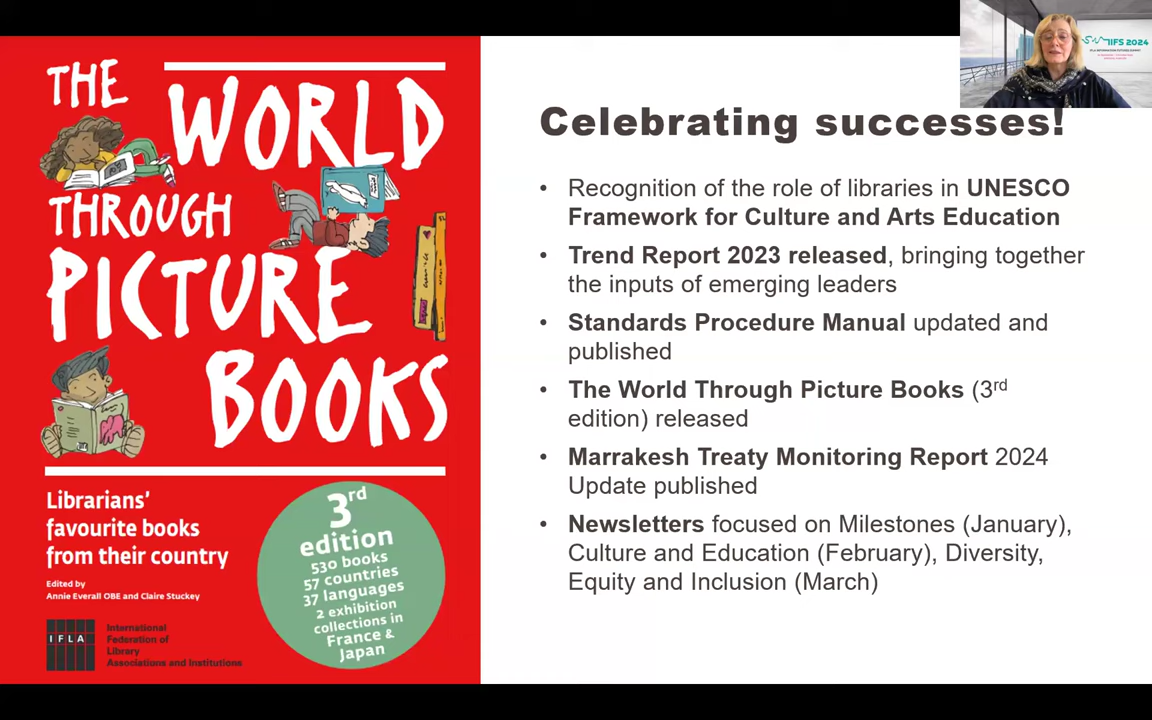 THE
WORLD
THROUGH
PICTURE
BOOKS
Librarians'
favourite books
from their country
Edited by
Annie Everall OBE and Claire Stuckey
IFLA
International
Federation of
Library
Associations and Institutions
3rd
edition
530 books
57 countries
37 languages
2 exhibition
collections in
France &
Japan
IIFS 2024
Celebrating successes!
• Recognition of the role of libraries in UNESCO
Framework for Culture and Arts Education
• Trend Report 2023 released, bringing together
the inputs of emerging leaders
• Standards Procedure Manual updated and
published
• The World Through Picture Books (3rd
edition) released
• Marrakesh Treaty Monitoring Report 2024
Update published
• Newsletters focused on Milestones (January),
Culture and Education (February), Diversity,
Equity and Inclusion (March)